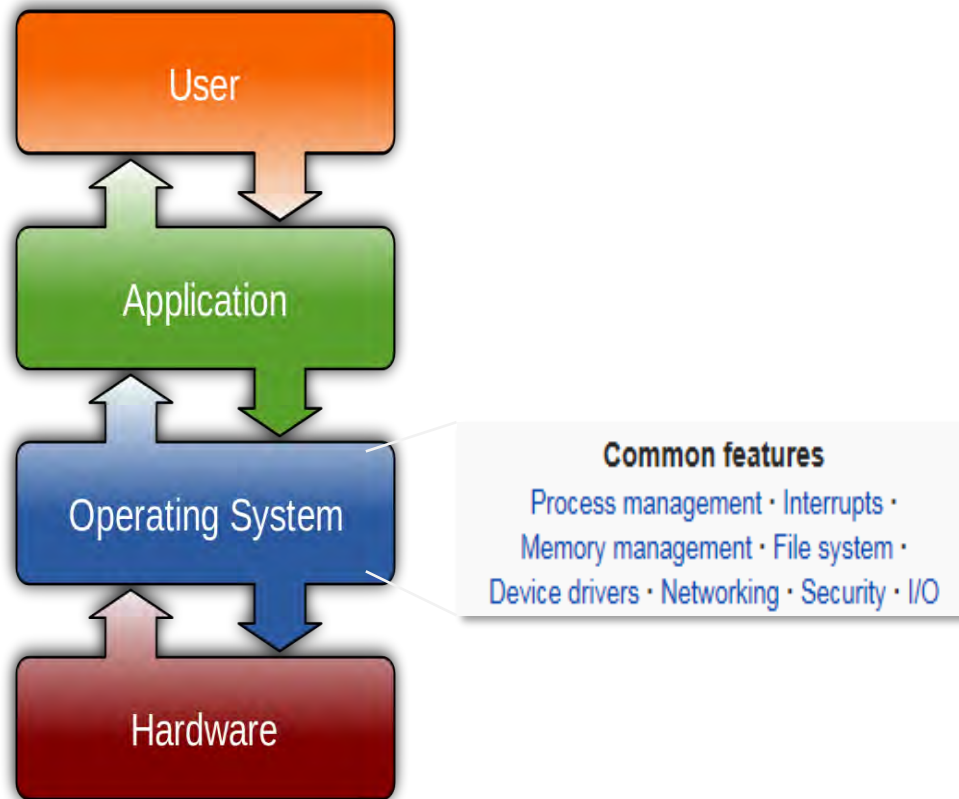 User
Application
Operating System
Common features
Process management · Interrupts ·
Memory management · File system ·
Device drivers · Networking · Security · I/O
Hardware